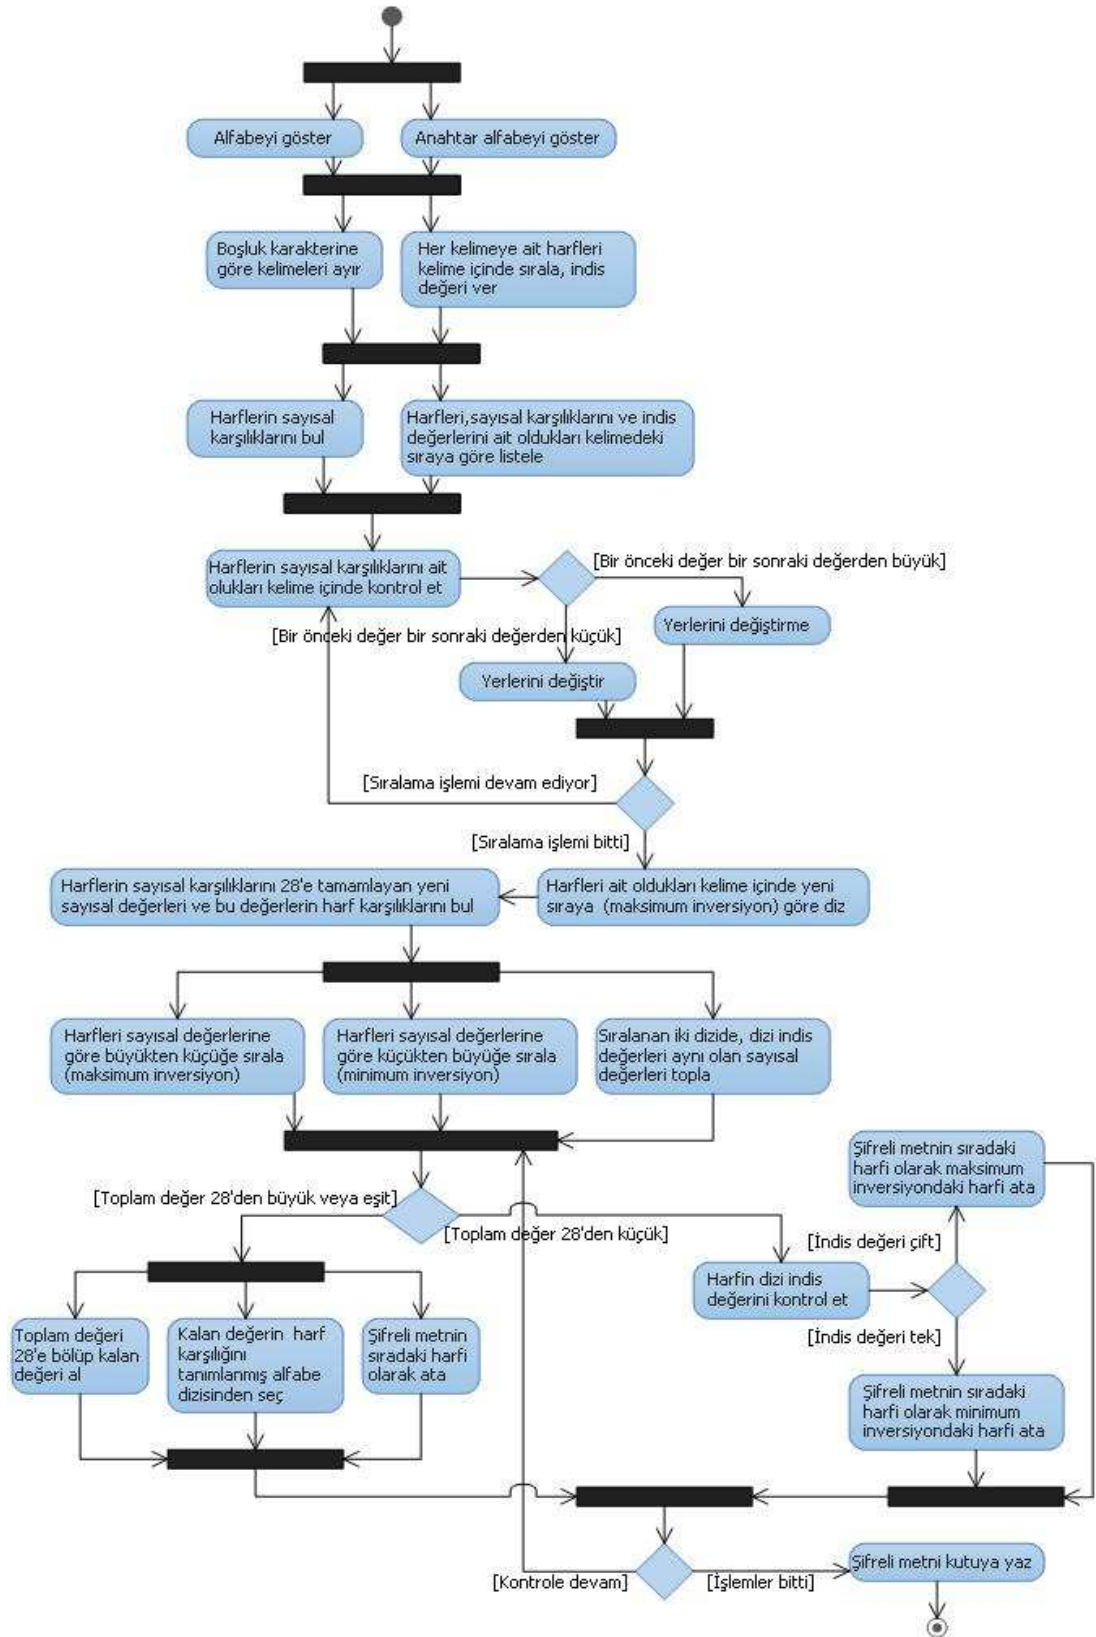 Alfabeyi göster
Anahtar alfabeyi göster
Boşluk karakterine
göre kelimeleri ayır
Her kelimeye ait harfleri
kelime içinde sırala, indis
değeri ver
Harflerin sayısal
karşılıklarını bul
Harfleri,sayısal karşılıklarını ve indis
değerlerini ait oldukları kelimedeki
sıraya göre listele
Harflerin sayısal karşılıklarını ait
olukları kelime içinde kontrol et
[Bir önceki değer bir sonraki değerden büyük]
[Bir önceki değer bir sonraki değerden küçük]
Yerlerini değiştirme
Yerlerini değiştir
[Sıralama işlemi devam ediyor]
[Sıralama işlemi bitti]
Harflerin sayısal karşılıklarını 28'e tamamlayan yeni
sayısal değerleri ve bu değerlerin harf karşılıklarını bul
Harfleri ait oldukları kelime içinde yeni
sıraya (maksimum inversiyon) göre diz
Harfleri sayısal değerlerine
göre büyükten küçüğe sırala
(maksimum inversiyon)
Harfleri sayısal değerlerine
göre küçükten büyüğe sırala
(minimum inversiyon)
Sıralanan iki dizide, dizi indis
değerleri aynı olan sayısal
değerleri topla
Şifreli metnin sıradaki
harfi olarak maksimum
inversiyondaki harfi ata
[Toplam değer 28'den büyük veya eşit]
[Toplam değer 28'den küçük]
[İndis değeri çift]
Harfin dizi indis
değerini kontrol et
[İndis değeri tek]
Toplam değeri
28'e bölüp kalan
değeri al
Kalan değerin harf
karşılığını
tanımlanmış alfabe
dizisinden seç
Şifreli metnin
sıradaki harfi
olarak ata
Şifreli metnin sıradaki
harfi olarak minimum
inversiyondaki harfi ata
[Kontrole devam]
[İşlemler bitti]
Şifreli metni kutuya yaz